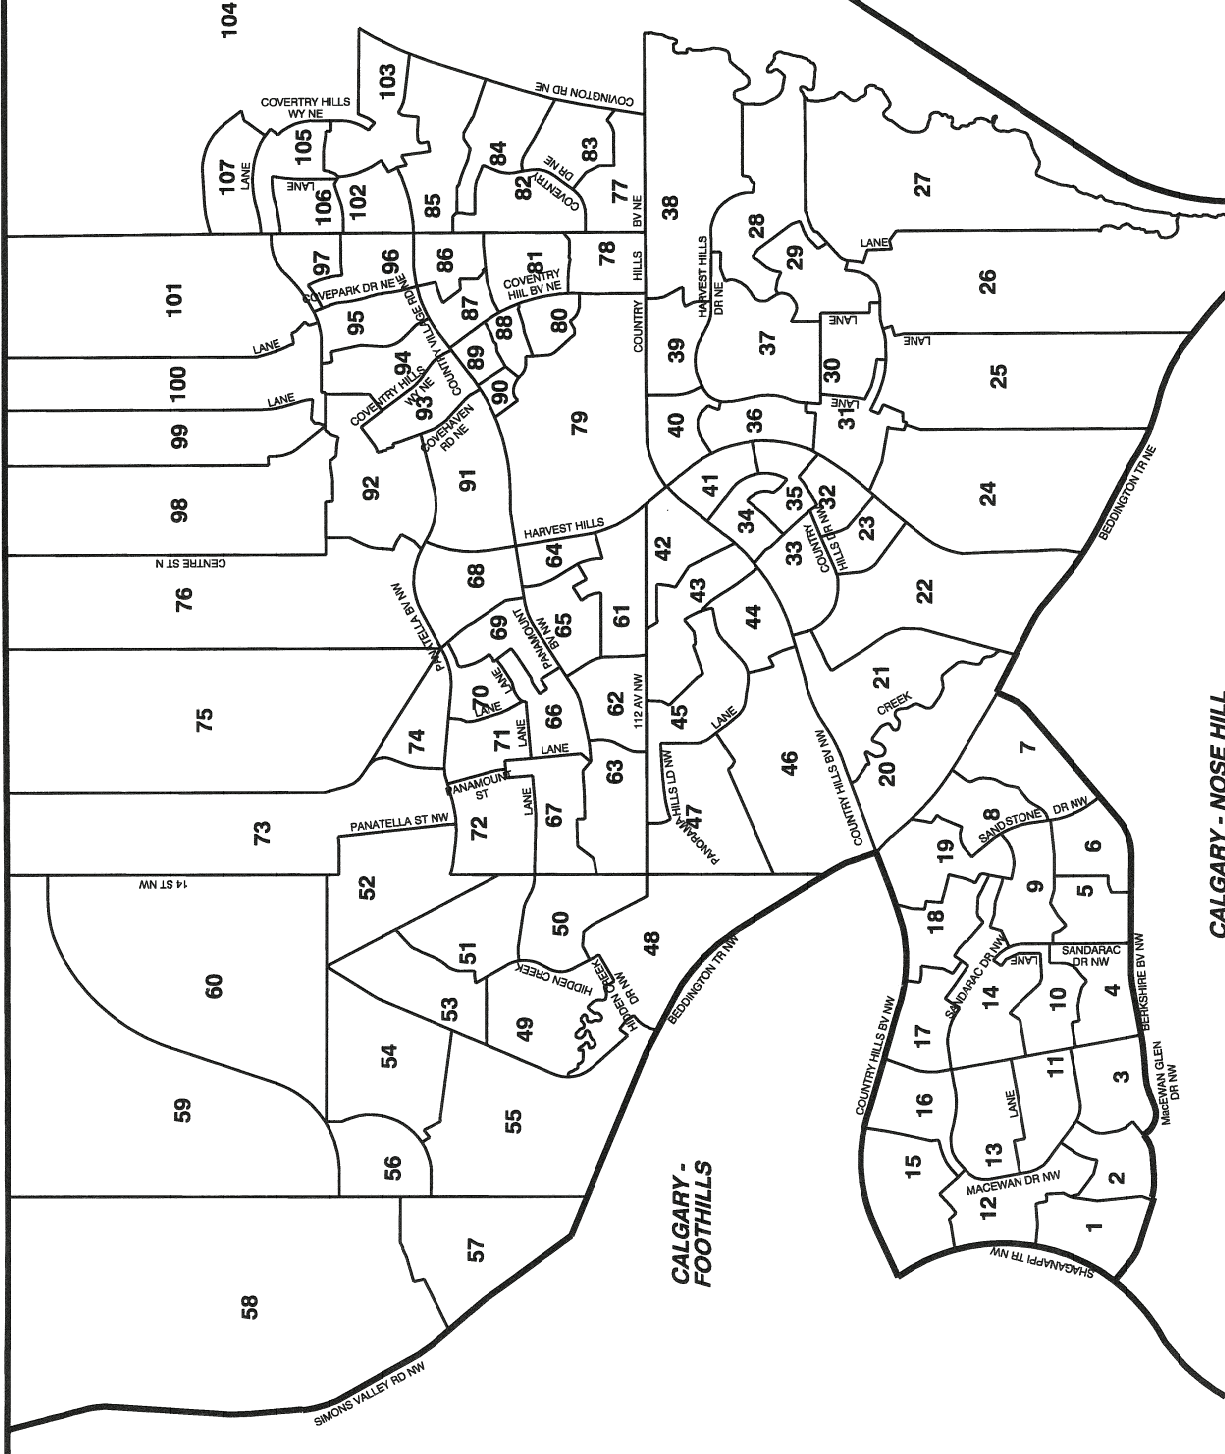 104
103
COVERTRY HILLS
WY NE
COVINGTON RD NE
107
LANE
105
LANE
106
102
85
84
83
82
COVENTRY
DR NE
77
BV NE
38
27
28
29
LANE
26
101
97
96
86
81
78
HILLS
COVEPARK DR NE
COVENTRY
HIIL BV NE
HARVEST HILLS
DR NE
95
COUNTRY VILLAGE RD NE
87
88
80
COUNTRY
39
37
LANE
LANE
LANE
25
100
94
89
90
30
31
LANE
LANE
99
COVENTRY HILLS
WY NE
93
COVEHAVEN
RD NE
79
40
36
98
92
91
41
34
35
32
24
BEDDINGTON TR NE
CENTRE ST N
HARVEST HILLS
64
42
33
COUNTRY
HILLS DR NW
23
76
PANATELLA BV NW
68
69
PANAMOUNT
BV NW
65
61
43
44
22
75
74
70
LANE
LANE
71
LANE
66
LANE
62
112 AV NW
45
LANE
21
CREEK
20
73
PANATELLA ST NW
72
PANAMOUNT
ST
LANE
67
63
PANORAMA HILLS LD NW
47
46
COUNTRY HILLS BV NW
7
14 ST NW
52
51
50
48
19
8
SANDSTONE
DR NW
6
9
5
18
60
53
49
HIDDEN CREEK
HIDDEN CREEK
DR NW
BEDDINGTON TR NW
SANDARAC DR NW
LANE
SANDARAC
DR NW
14
10
4
BERKSHIRE BV NW
CALGARY - NOSE HILL
59
54
55
56
17
COUNTRY HILLS BV NW
16
11
3
MacEWAN GLEN
DR NW
LANE
13
15
MACEWAN DR NW
12
2
1
SHAGANAPPI TR NW
CALGARY -
FOOTHILLS
58
57
SIMONS VALLEY RD NW